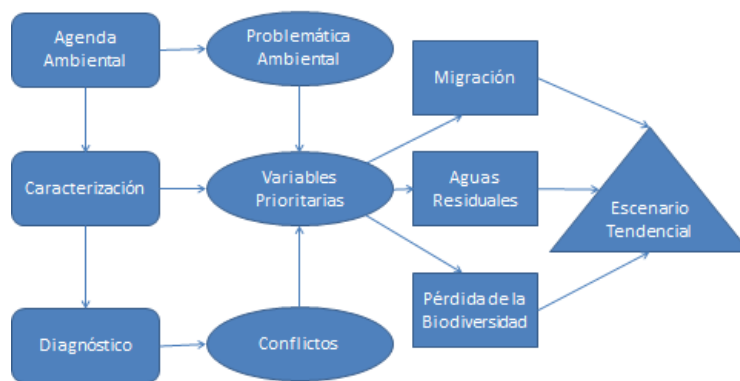 Agenda
Ambiental
Problemática
Ambiental
Migración
Caracterización
Variables
Prioritarias
Aguas
Residuales
Escenario
Tendencial
Diagnóstico
Conflictos
Pérdida de la
Biodiversidad